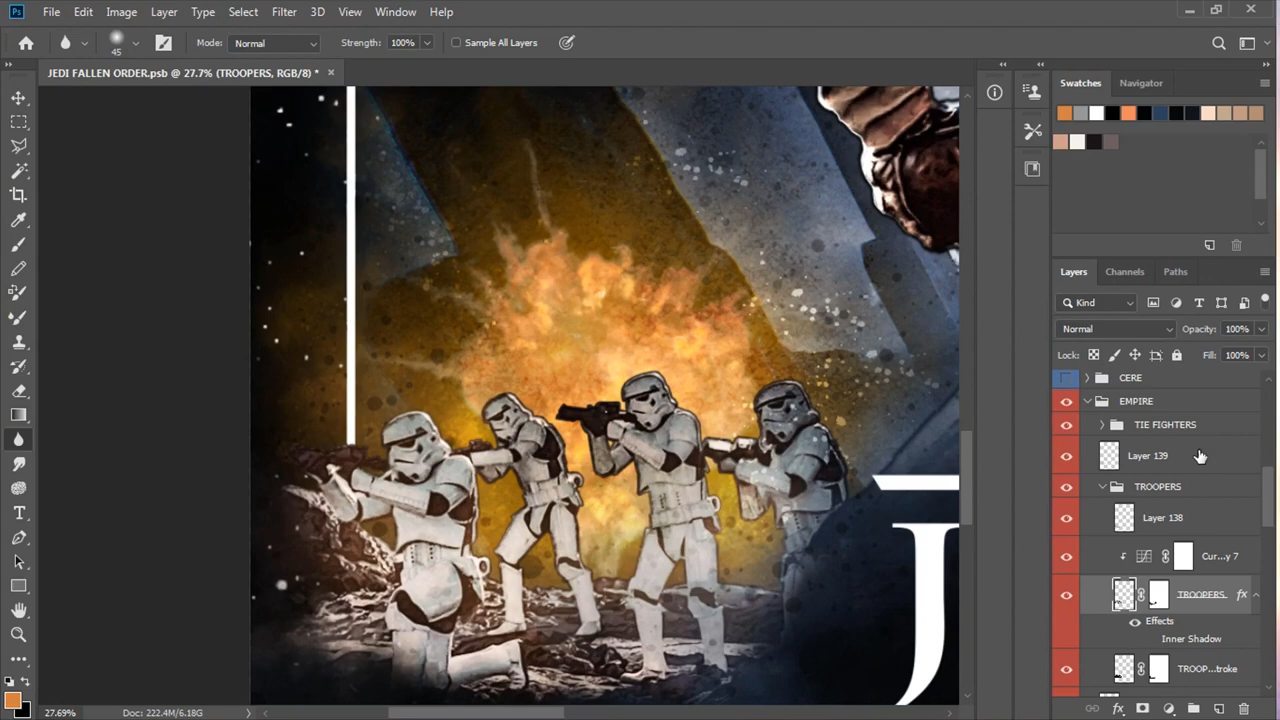 Ps File Edit Image Layer Type Select Filter 3D View Window Help
45 Mode: Normal Strength: 100% Sample All Layers
JEDI FALLEN ORDER.psb @ 27.7% (TROOPERS, RGB/8) *
Swatches Navigator
Layers Channels Paths
Kind
Normal Opacity: 100%
Lock: Fill: 100%
CERE
EMPIRE
TIE FIGHTERS
Layer 139
TROOPERS
Layer 138
Cur...y 7
TROOPERS fx
Effects
Inner Shadow
TROOP...troke
J
27.69% Doc: 222.4M/6.18G
fx